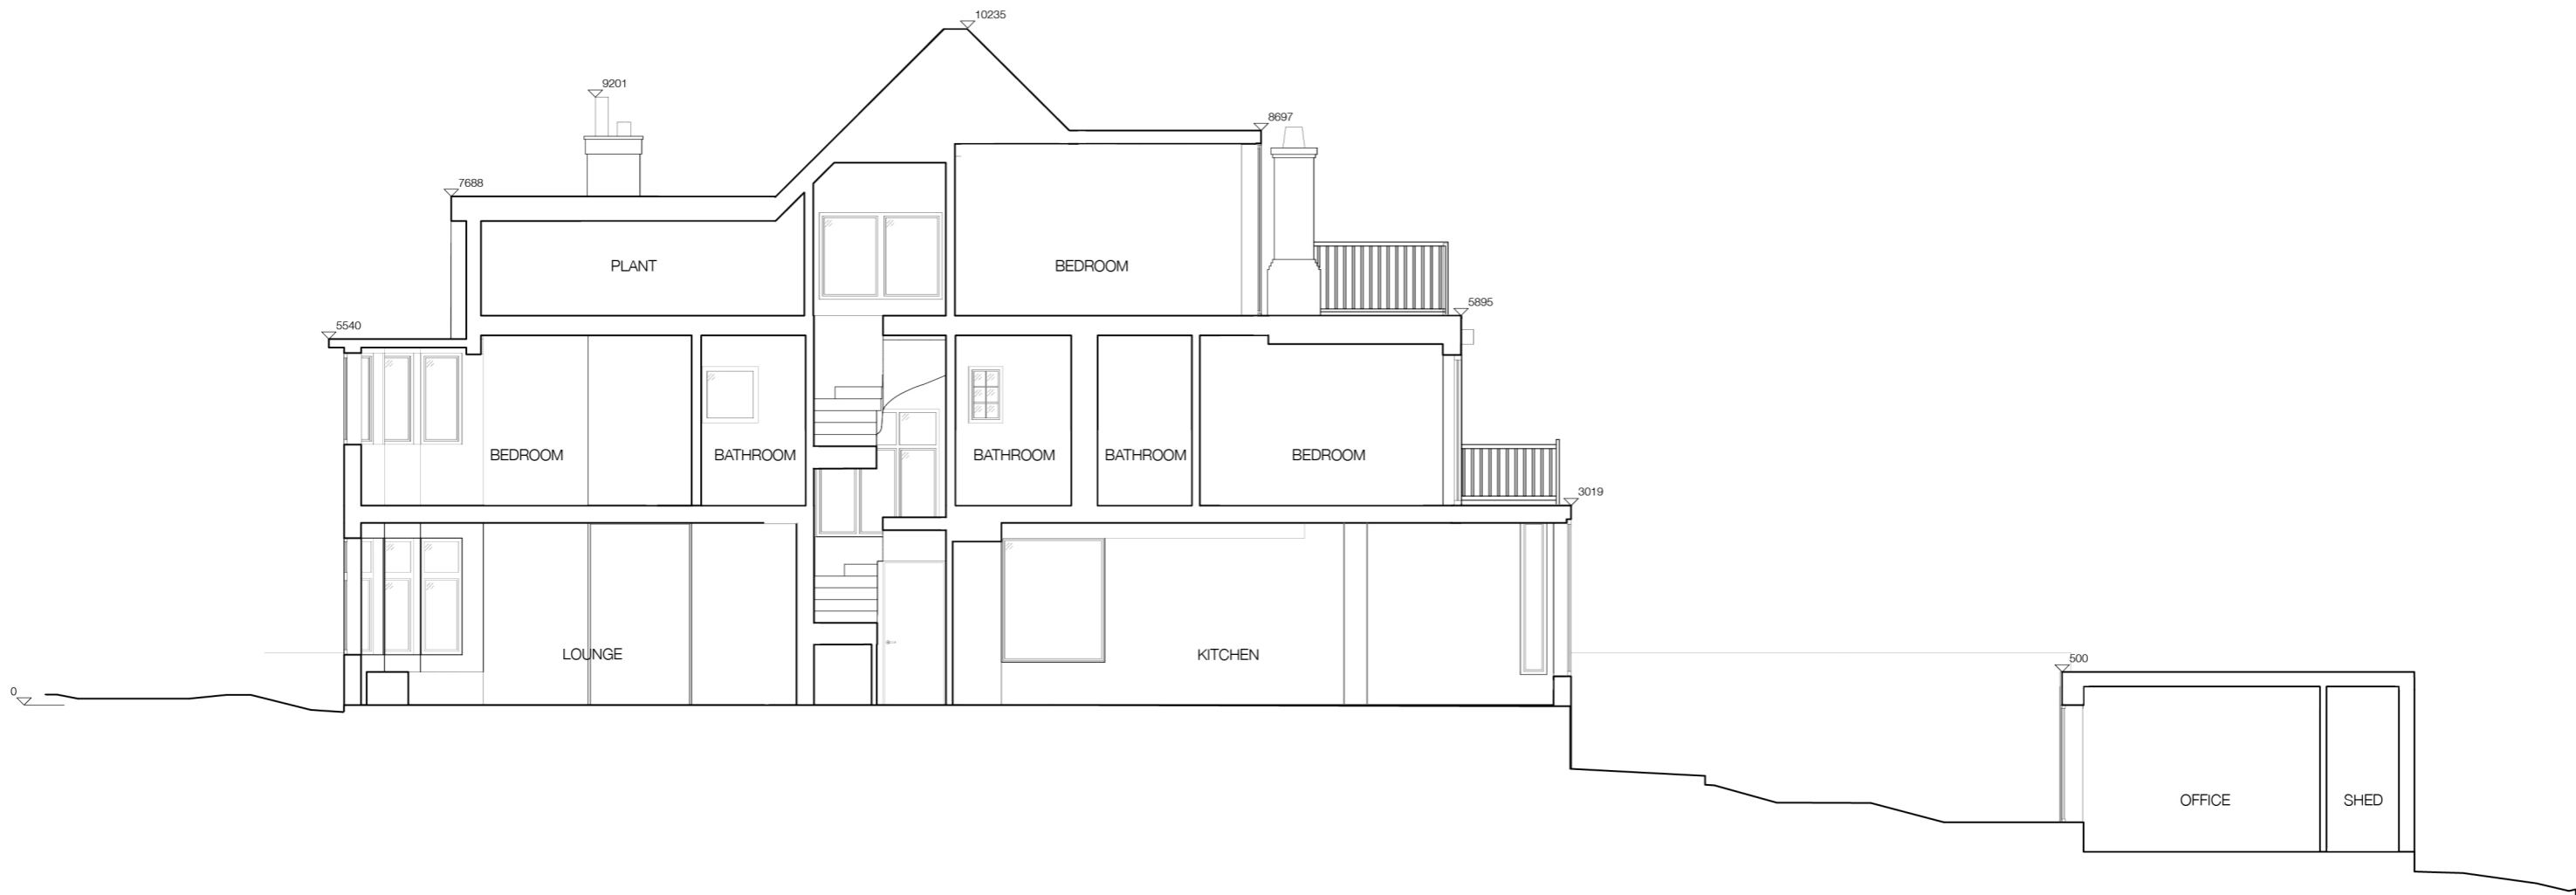 10235
9201
8697
7688
PLANT
BEDROOM
5895
5540
BEDROOM
BATHROOM
BATHROOM
BATHROOM
BEDROOM
3019
LOUNGE
KITCHEN
500
0
OFFICE
SHED